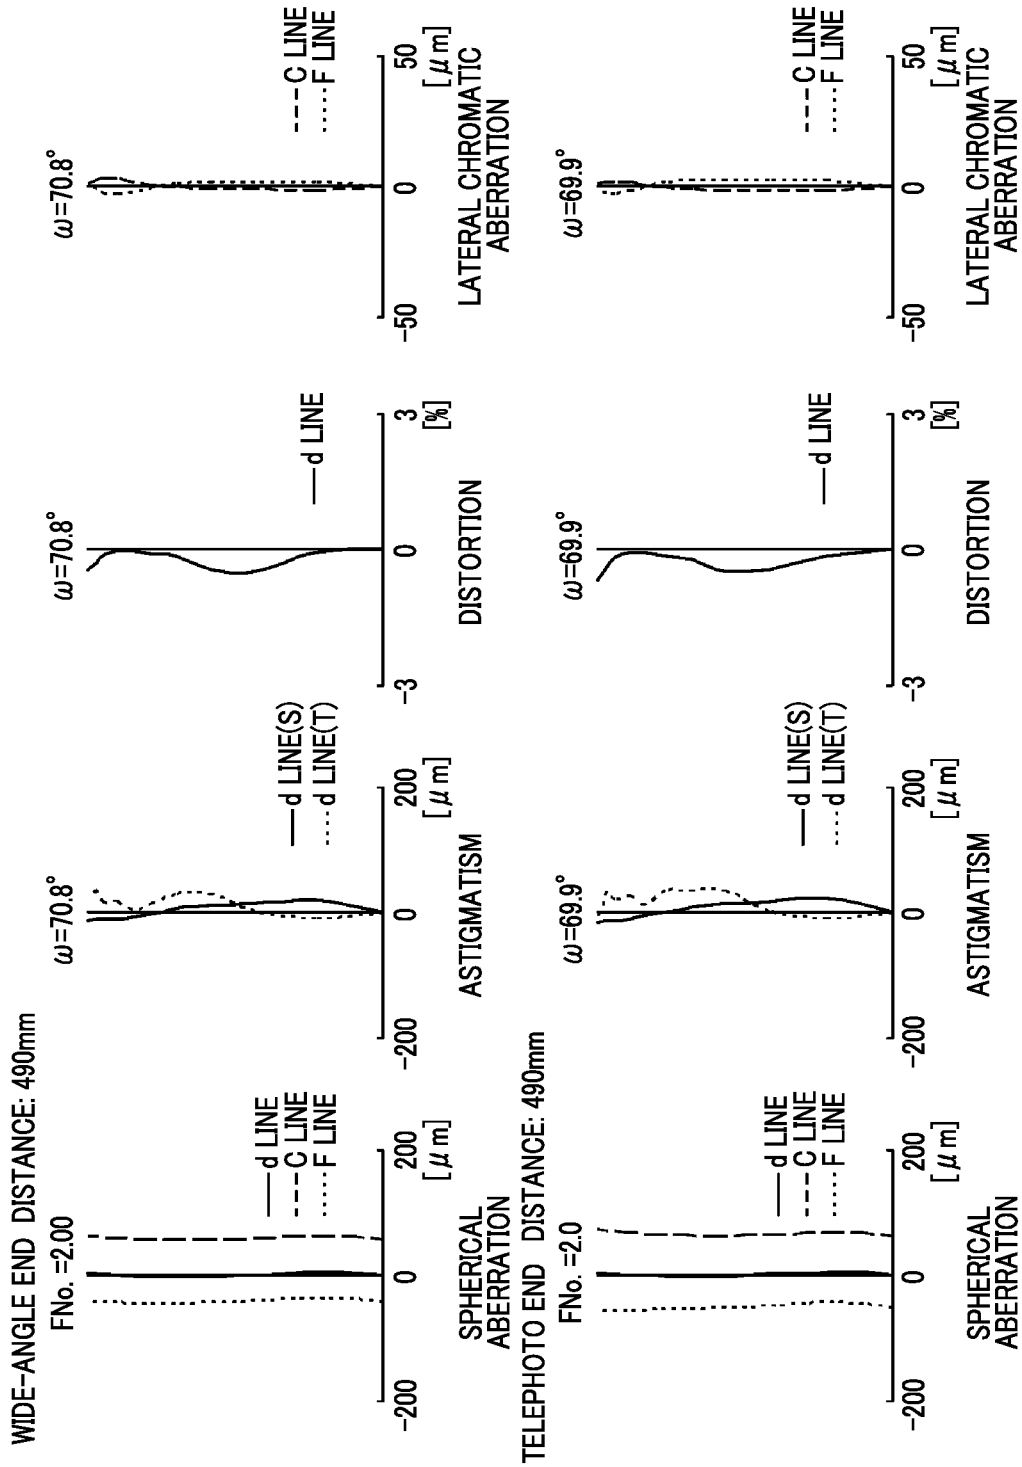 WIDE-ANGLE END DISTANCE: 490mm
FNo. =2.00
d LINE
C LINE
F LINE
-200
0
200
[μm]
SPHERICAL
ABERRATION
ω=70.8°
d LINE(S)
d LINE(T)
-200
0
200
[μm]
ASTIGMATISM
ω=70.8°
d LINE
-3
0
3
[%]
DISTORTION
ω=70.8°
C LINE
F LINE
-50
0
50
[μm]
LATERAL CHROMATIC
ABERRATION
TELEPHOTO END DISTANCE: 490mm
FNo. =2.0
d LINE
C LINE
F LINE
-200
0
200
[μm]
SPHERICAL
ABERRATION
ω=69.9°
d LINE(S)
d LINE(T)
-200
0
200
[μm]
ASTIGMATISM
ω=69.9°
d LINE
-3
0
3
[%]
DISTORTION
ω=69.9°
C LINE
F LINE
-50
0
50
[μm]
LATERAL CHROMATIC
ABERRATION